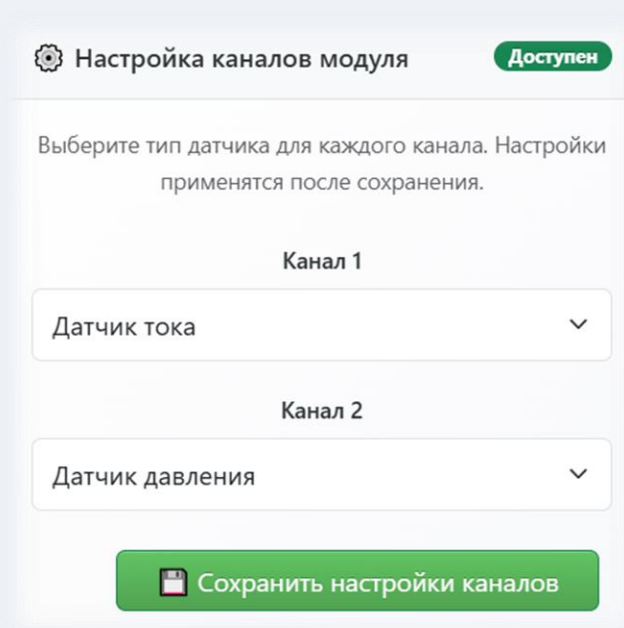 Настройка каналов модуля
Доступен
Выберите тип датчика для каждого канала. Настройки
применятся после сохранения.
Канал 1
Датчик тока
Канал 2
Датчик давления
Сохранить настройки каналов